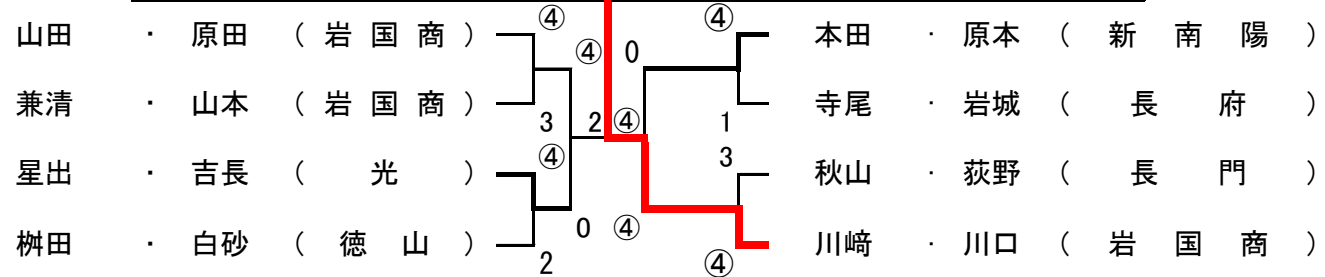 ④ ④
山田 ・ 原田 ( 岩国商 ) 本田 ・ 原本 ( 新南陽 )
④ 0
兼清 ・ 山本 ( 岩国商 ) 寺尾 ・ 岩城 ( 長府 )
3 2 ④ 1
④ 3
星出 ・ 吉長 ( 光 ) 秋山 ・ 荻野 ( 長門 )
0 ④
桝田 ・ 白砂 ( 徳山 ) 川﨑 ・ 川口 ( 岩国商 )
2 ④